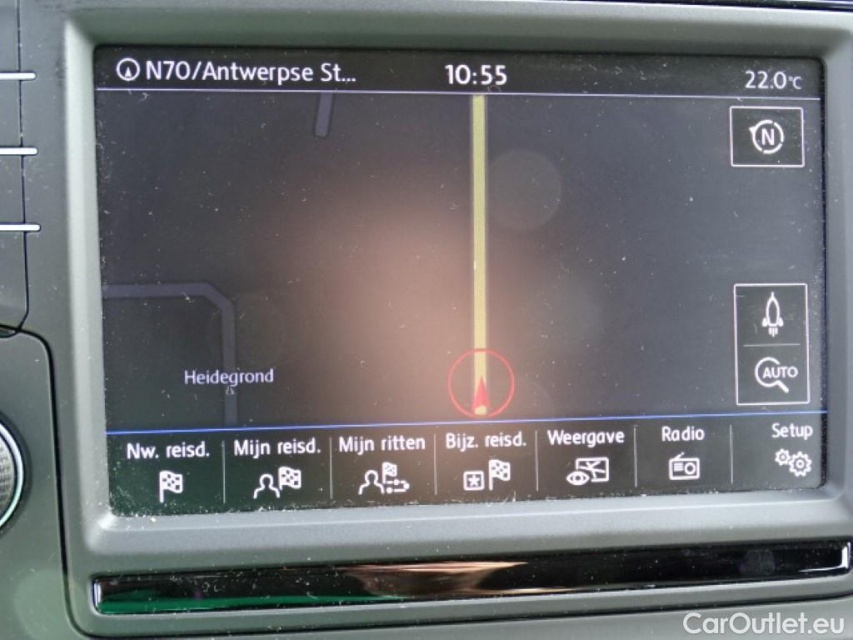 N70/Antwerpse St...
10:55
22.0°C
N
AUTO
Heidegrond
Nw. reisd.
Mijn reisd.
Mijn ritten
Bijz. reisd.
Weergave
Radio
Setup
CarOutlet.eu